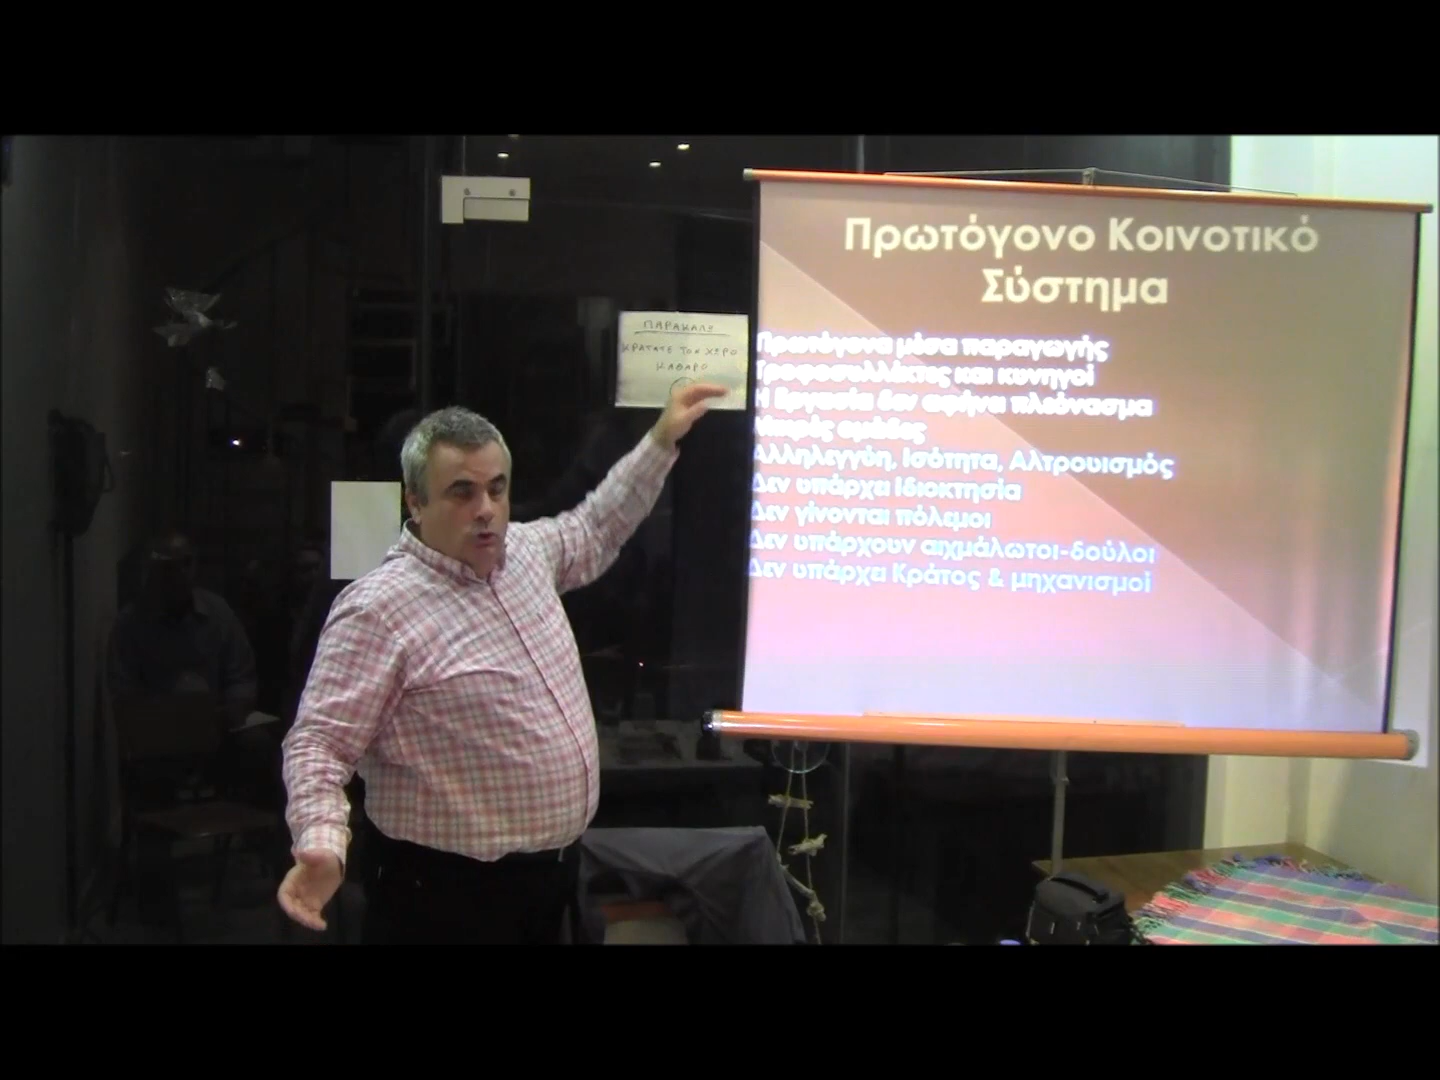 Πρωτόγονο Κοινοτικό
Σύστημα
Πρωτόγονα μέσα παραγωγής
Τροφοσυλλέκτες και κυνηγοί
Η Εργασία δεν αφήνει πλεόνασμα
Μικρές ομάδες
Αλληλεγγύη, Ισότητα, Αλτρουισμός
Δεν υπάρχει Ιδιοκτησία
Δεν γίνονται πόλεμοι
Δεν υπάρχουν αιχμάλωτοι-δούλοι
Δεν υπάρχει Κράτος & μηχανισμοί
ΠΑΡΑΚΑΛΩ
ΚΡΑΤΑΤΕ ΤΟΝ ΧΩΡΟ
ΚΑΘΑΡΟ